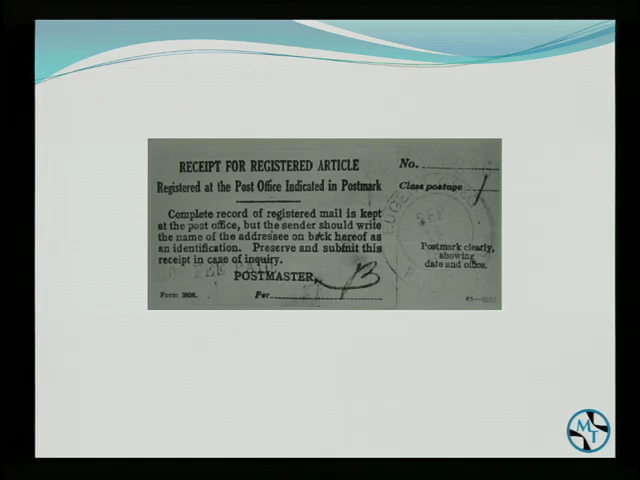 RECEIPT FOR REGISTERED ARTICLE
Registered at the Post Office Indicated in Postmark
Complete record of registered mail is kept
at the post office, but the sender should write
the name of the addressee on back hereof as
an identification. Preserve and submit this
receipt in case of inquiry.
POSTMASTER,
Form 3806.
Per
No.
Class postage
EUGENE
SEP
Postmark clearly,
showing
date and office.
MT